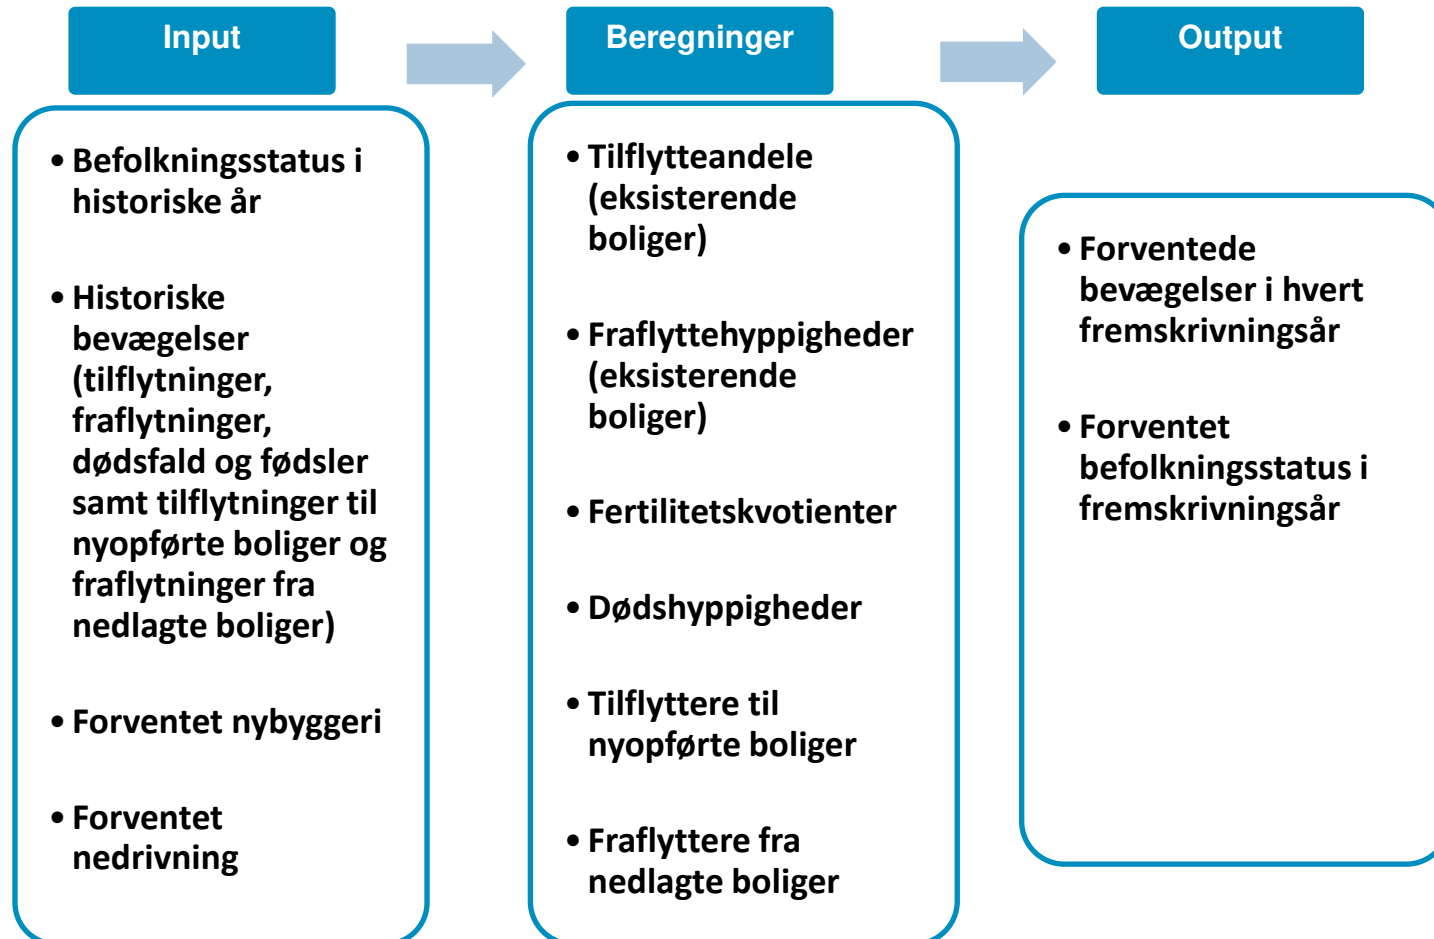 Input
• Befolkningsstatus i
historiske år
• Historiske
bevægelser
(tilflytninger,
fraflytninger,
dødsfald og fødsler
samt tilflytninger til
nyopførte boliger og
fraflytninger fra
nedlagte boliger)
• Forventet nybyggeri
• Forventet
nedrivning
Beregninger
• Tilflytteandele
(eksisterende
boliger)
• Fraflyttehyppigheder
(eksisterende
boliger)
• Fertilitetskvotienter
• Dødshyppigheder
• Tilflyttere til
nyopførte boliger
• Fraflyttere fra
nedlagte boliger
Output
• Forventede
bevægelser i hvert
fremskrivningsår
• Forventet
befolkningsstatus i
fremskrivningsår